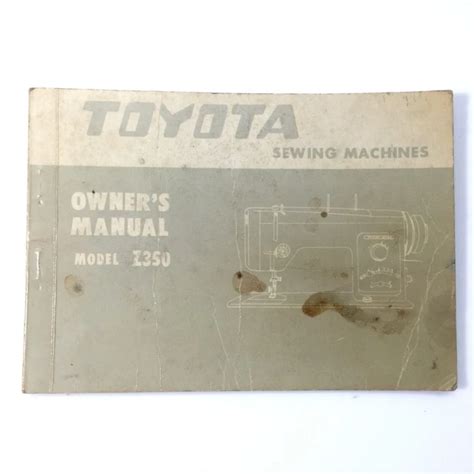 TOYOTA
SEWING MACHINES
OWNER'S
MANUAL
MODEL Z350